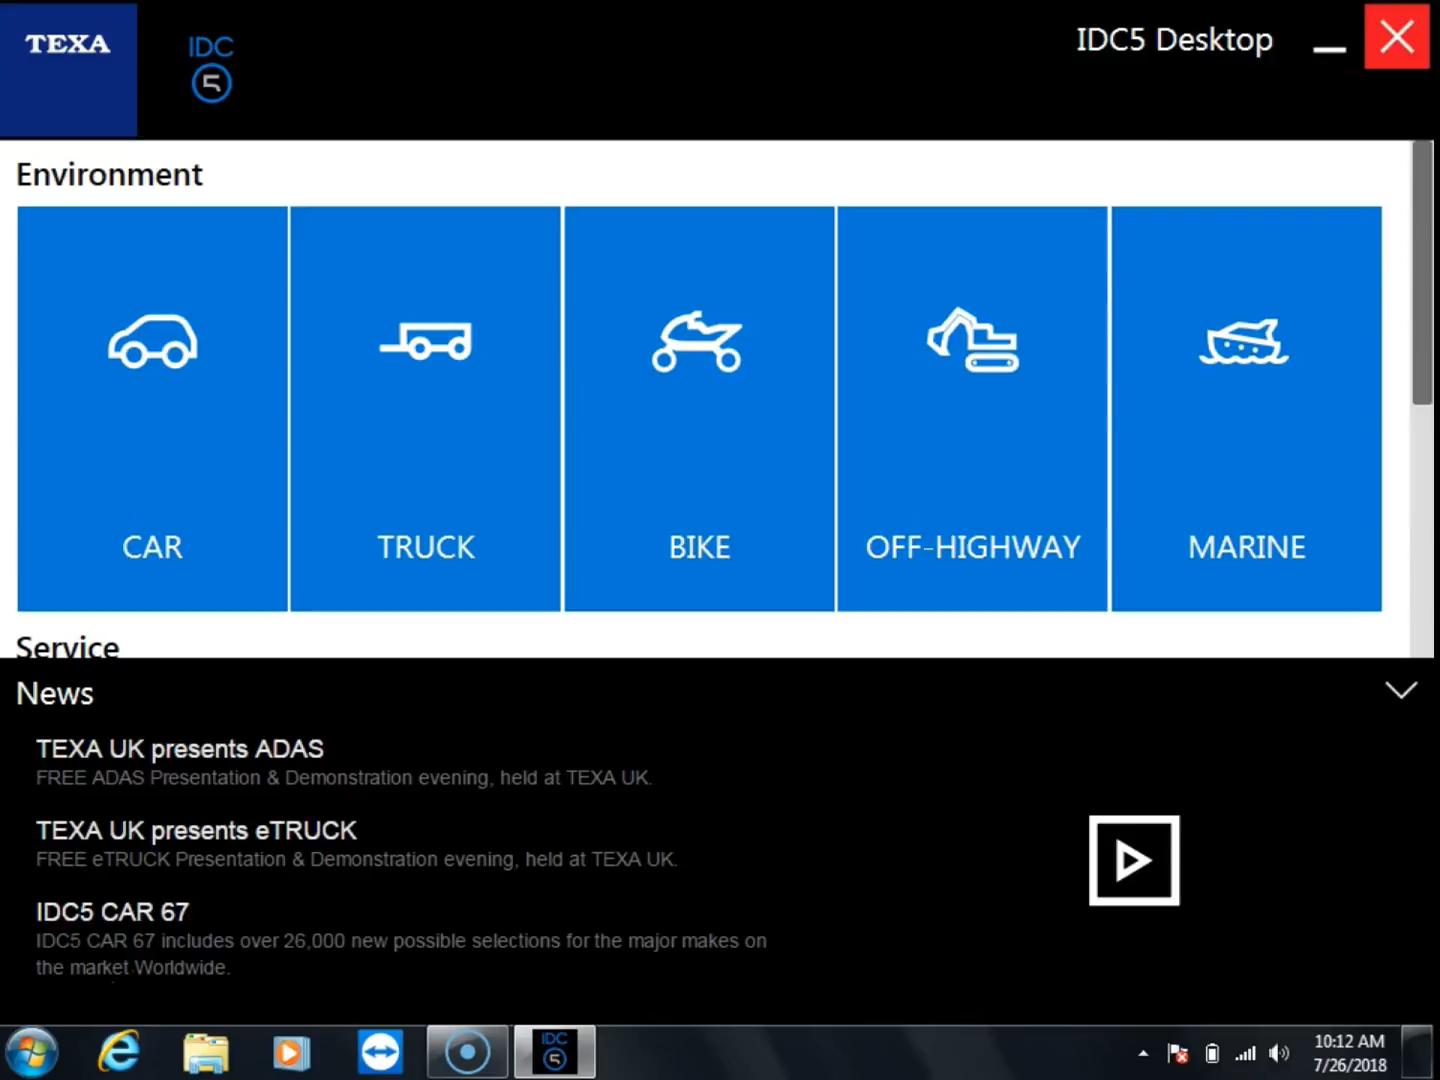 TEXA
IDC
5
IDC5 Desktop
Environment
CAR
TRUCK
BIKE
OFF-HIGHWAY
MARINE
Service
News
TEXA UK presents ADAS
FREE ADAS Presentation & Demonstration evening, held at TEXA UK.
TEXA UK presents eTRUCK
FREE eTRUCK Presentation & Demonstration evening, held at TEXA UK.
IDC5 CAR 67
IDC5 CAR 67 includes over 26,000 new possible selections for the major makes on
the market Worldwide.
IDC
5
10:12 AM
7/26/2018